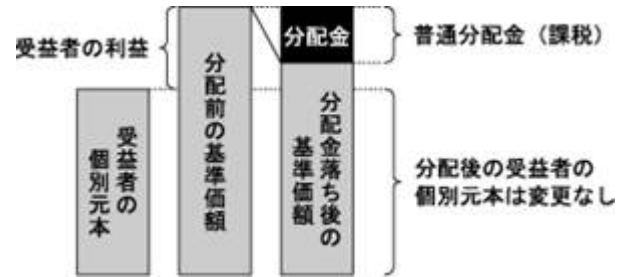 受益者の利益
分配金
普通分配金（課税）
受益者の
個別元本
分配前の基準価額
分配金落ち後の
基準価額
分配後の受益者の
個別元本は変更なし